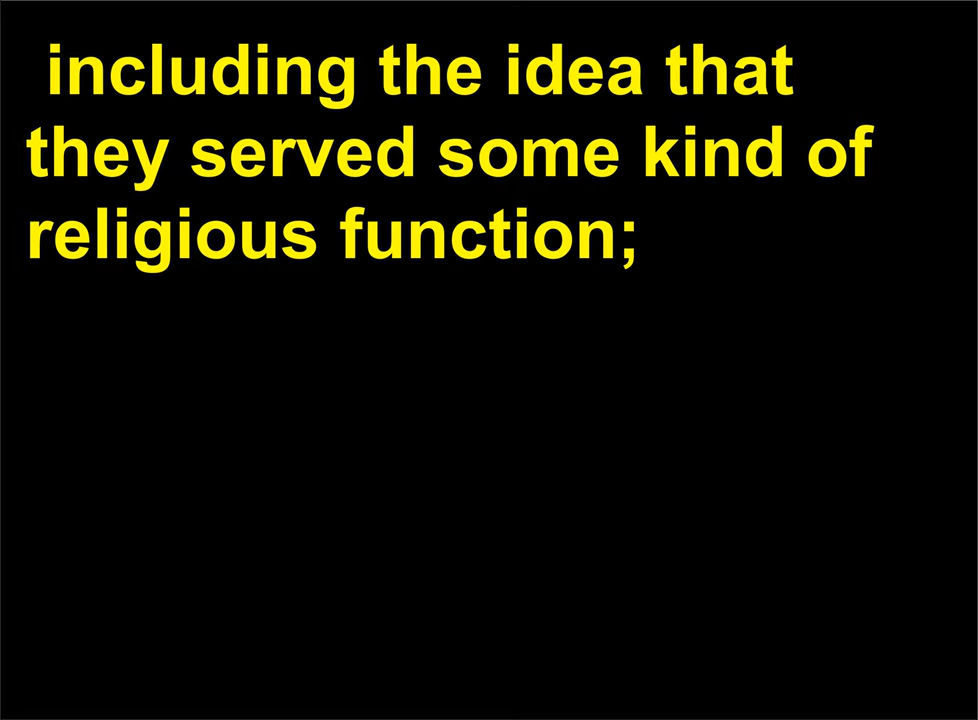 including the idea that
they served some kind of
religious function;